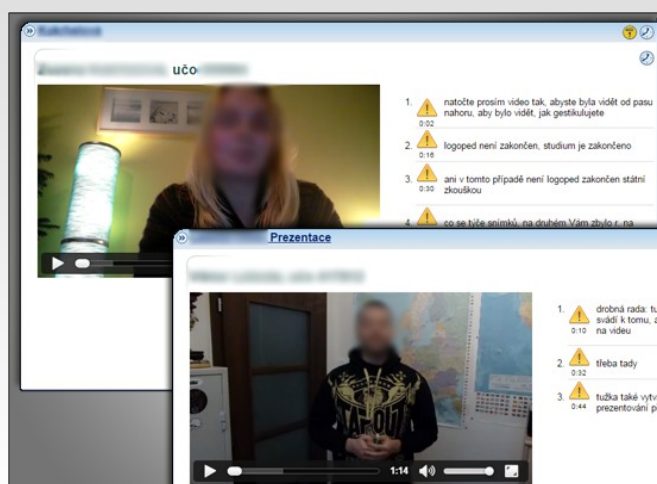 učo
1. natočte prosím video tak, abyste byla vidět od pasu
nahoru, aby bylo vidět, jak gestikulujete
0:02
2. logoped není zakončen, studium je zakončeno
0:16
3. ani v tomto případě není logoped zakončen státní
zkouškou
0:30
4. co se týče snímků, na druhém Vám zbylo r. na
Prezentace
1. drobná rada: tu
svádí k tomu, a
na videu
0:10
2. třeba tady
0:32
3. tužka také vytv
prezentování p
0:44
TAPOUT
1:14